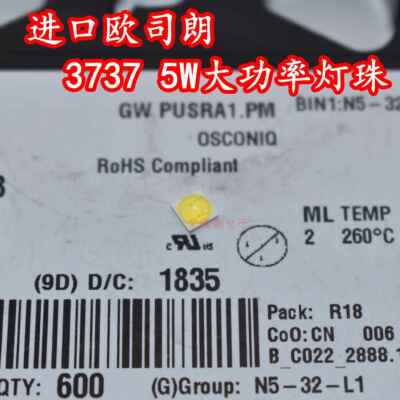 进口欧司朗
3737 5W大功率灯珠
GW PUSRA1.PM
BIN1:N5-32
OSCONIQ
RoHS Compliant
ML TEMP
2 260°C
(9D) D/C: 1835
Pack: R18
CoO:CN 006
B_C022_2888.1
QTY: 600
(G)Group: N5-32-L1